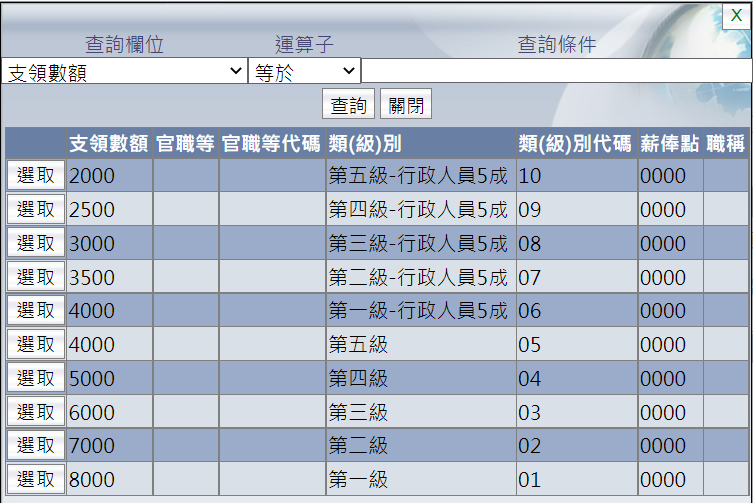 X
查詢欄位 運算子 查詢條件
支領數額 等於
查詢 關閉
支領數額 官職等 官職等代碼 類(級)別 類(級)別代碼 薪俸點 職稱
選取 2000 第五級-行政人員5成 10 0000
選取 2500 第四級-行政人員5成 09 0000
選取 3000 第三級-行政人員5成 08 0000
選取 3500 第二級-行政人員5成 07 0000
選取 4000 第一級-行政人員5成 06 0000
選取 4000 第五級 05 0000
選取 5000 第四級 04 0000
選取 6000 第三級 03 0000
選取 7000 第二級 02 0000
選取 8000 第一級 01 0000